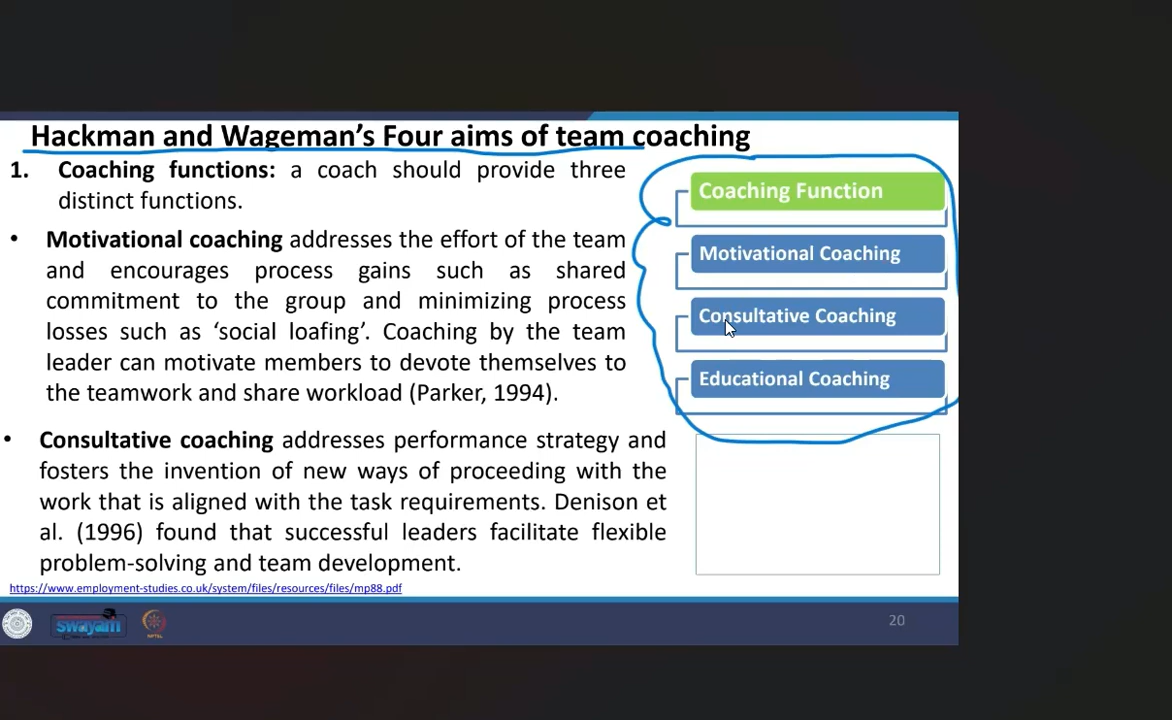 Hackman and Wageman's Four aims of team coaching
1. Coaching functions: a coach should provide three
distinct functions.
• Motivational coaching addresses the effort of the team
and encourages process gains such as shared
commitment to the group and minimizing process
losses such as 'social loafing'. Coaching by the team
leader can motivate members to devote themselves to
the teamwork and share workload (Parker, 1994).
• Consultative coaching addresses performance strategy and
fosters the invention of new ways of proceeding with the
work that is aligned with the task requirements. Denison et
al. (1996) found that successful leaders facilitate flexible
problem-solving and team development.
https://www.employment-studies.co.uk/system/files/resources/files/mp88.pdf
Coaching Function
Motivational Coaching
Consultative Coaching
Educational Coaching
swayam
20